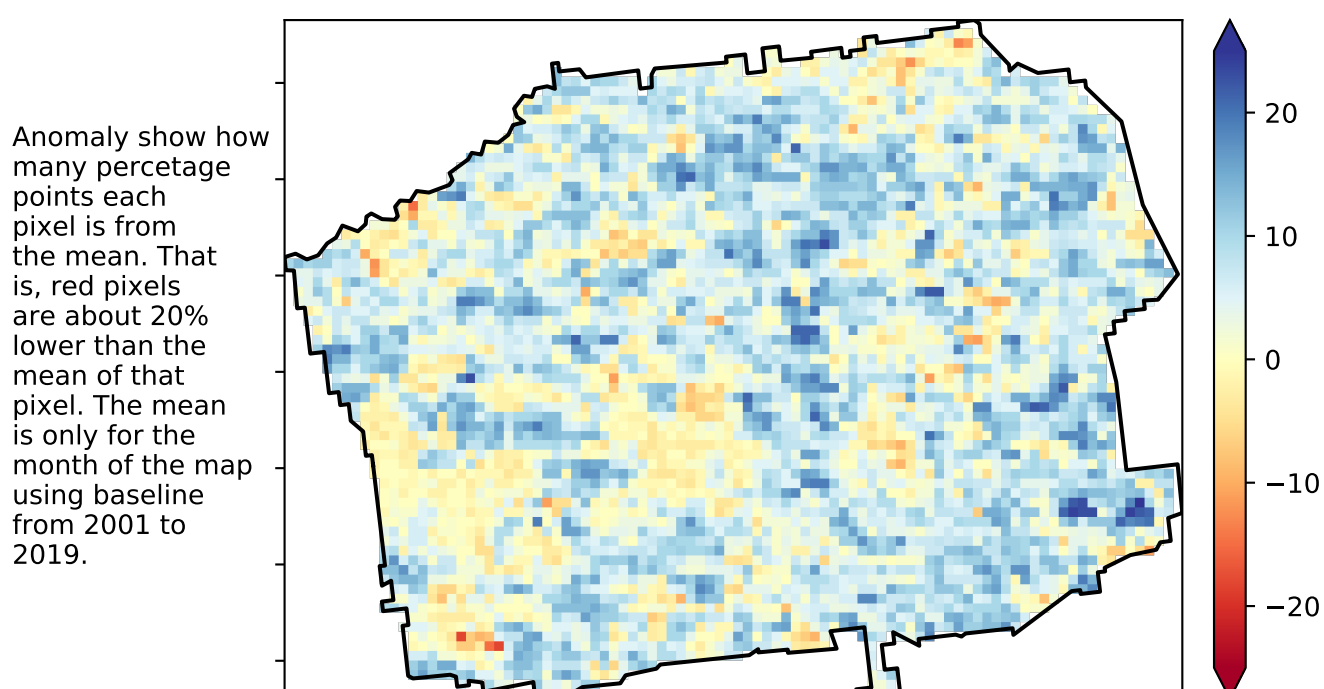 Anomaly show how
many percetage
points each
pixel is from
the mean. That
is, red pixels
are about 20%
lower than the
mean of that
pixel. The mean
is only for the
month of the map
using baseline
from 2001 to
2019.
20
10
0
−10
−20